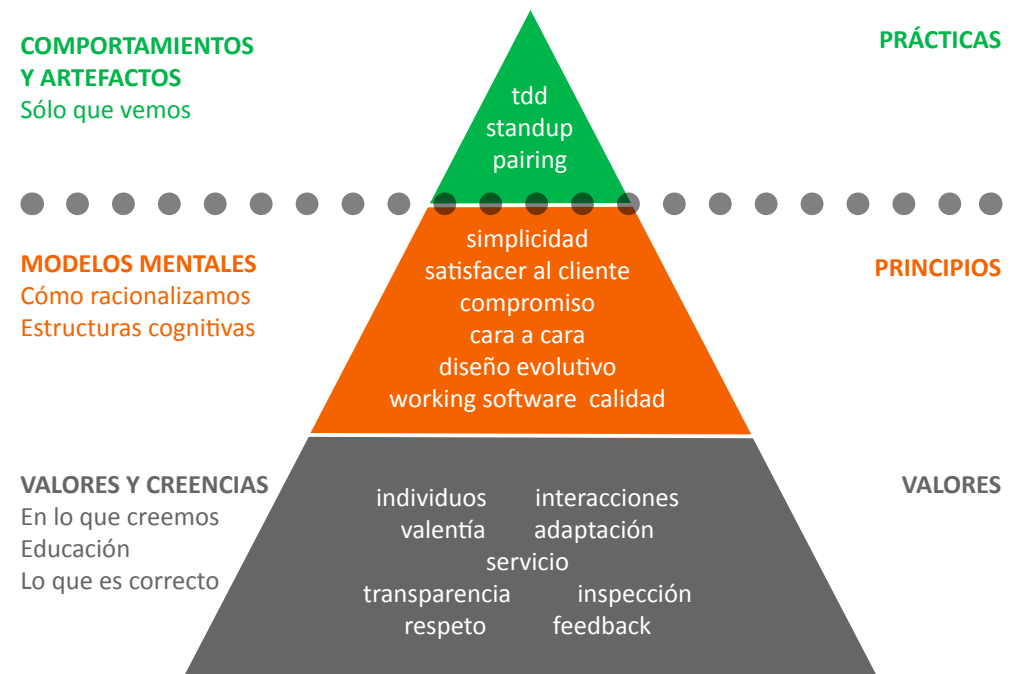 COMPORTAMIENTOS
Y ARTEFACTOS
Sólo que vemos
PRÁCTICAS
tdd
standup
pairing
MODELOS MENTALES
Cómo racionalizamos
Estructuras cognitivas
PRINCIPIOS
simplicidad
satisfacer al cliente
compromiso
cara a cara
diseño evolutivo
working software calidad
VALORES Y CREENCIAS
En lo que creemos
Educación
Lo que es correcto
VALORES
individuos interacciones
valentía adaptación
servicio
transparencia inspección
respeto feedback